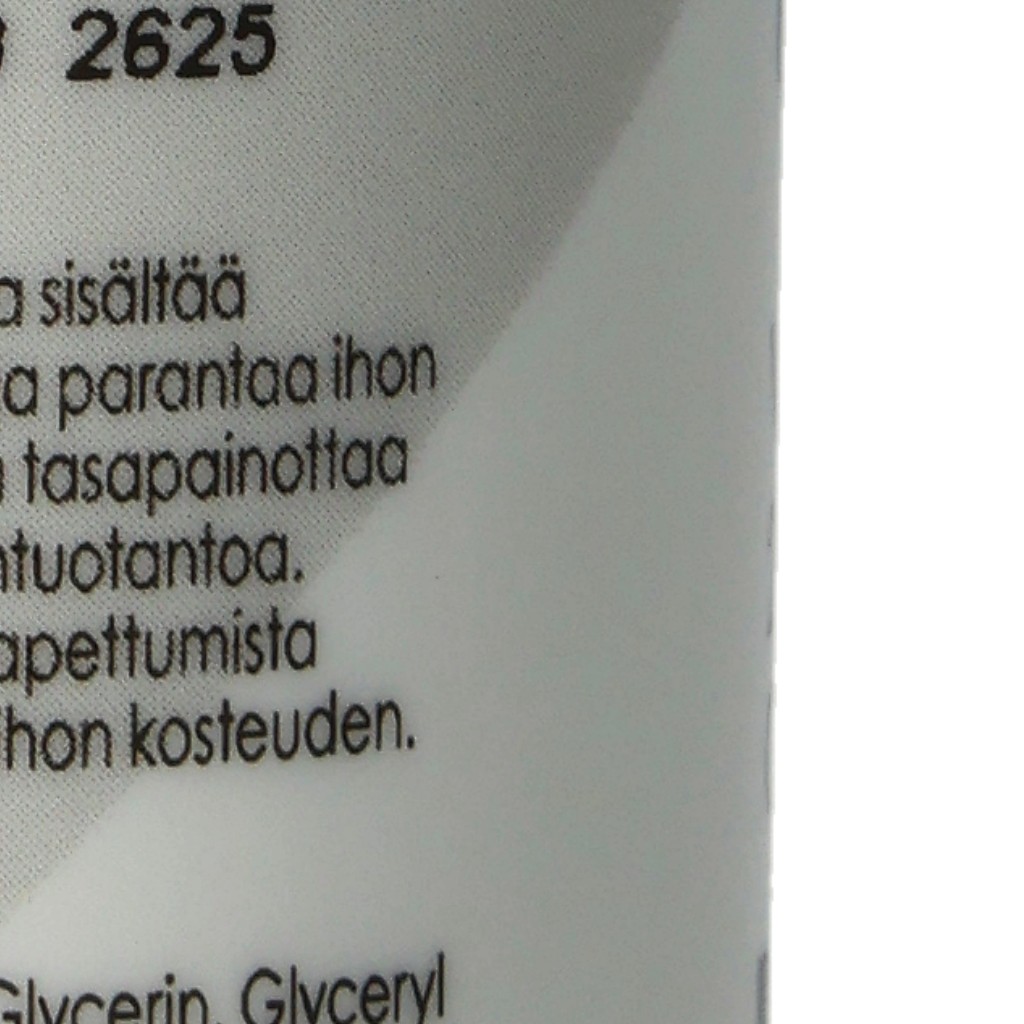 2625
sisältää
parantaa ihon
tasapainottaa
ntuotantoa.
apettumista
ihon kosteuden.
Glycerin, Glyceryl